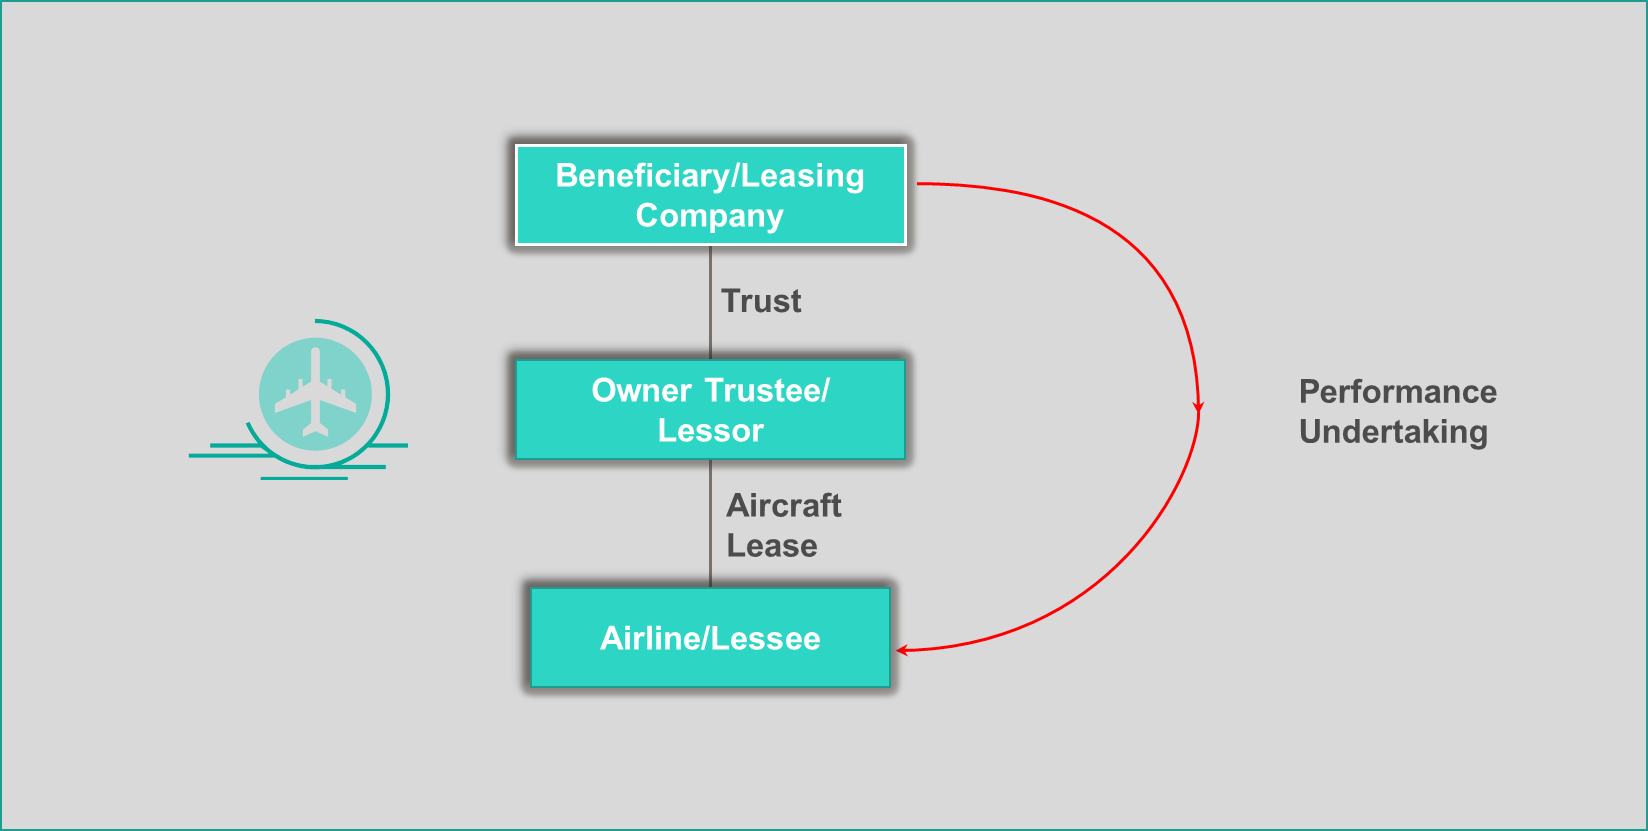 Beneficiary/Leasing
Company
Trust
Owner Trustee/
Lessor
Performance
Undertaking
Aircraft
Lease
Airline/Lessee